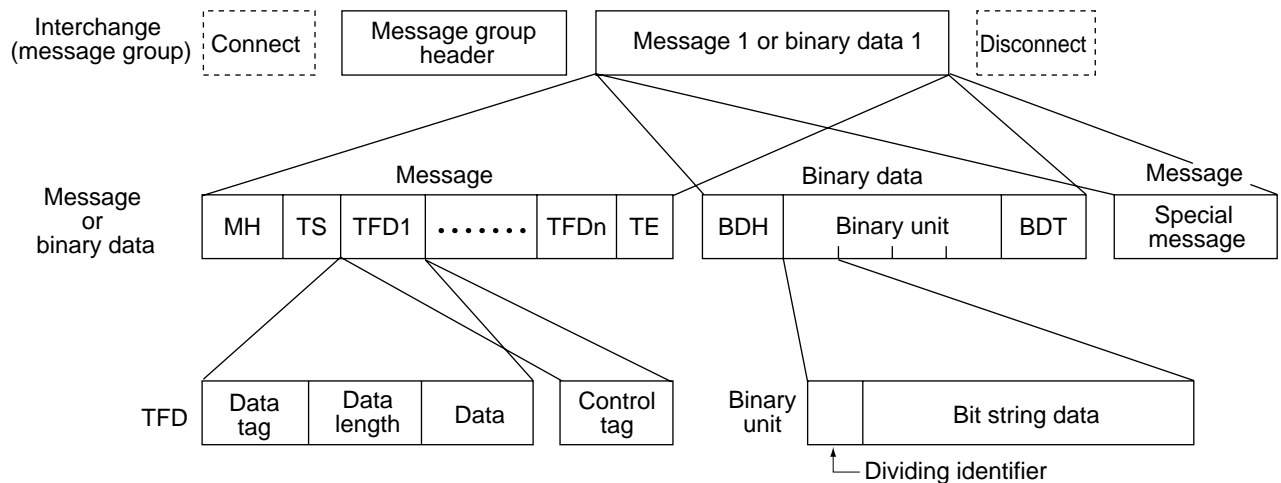 Interchange
(message group)
Connect
Message group
header
Message 1 or binary data 1
Disconnect
Message
or
binary data
Message
Binary data
Message
MH
TS
TFD1
.......
TFDn
TE
BDH
Binary unit
BDT
Special
message
TFD
Data
tag
Data
length
Data
Control
tag
Binary
unit
Bit string data
Dividing identifier